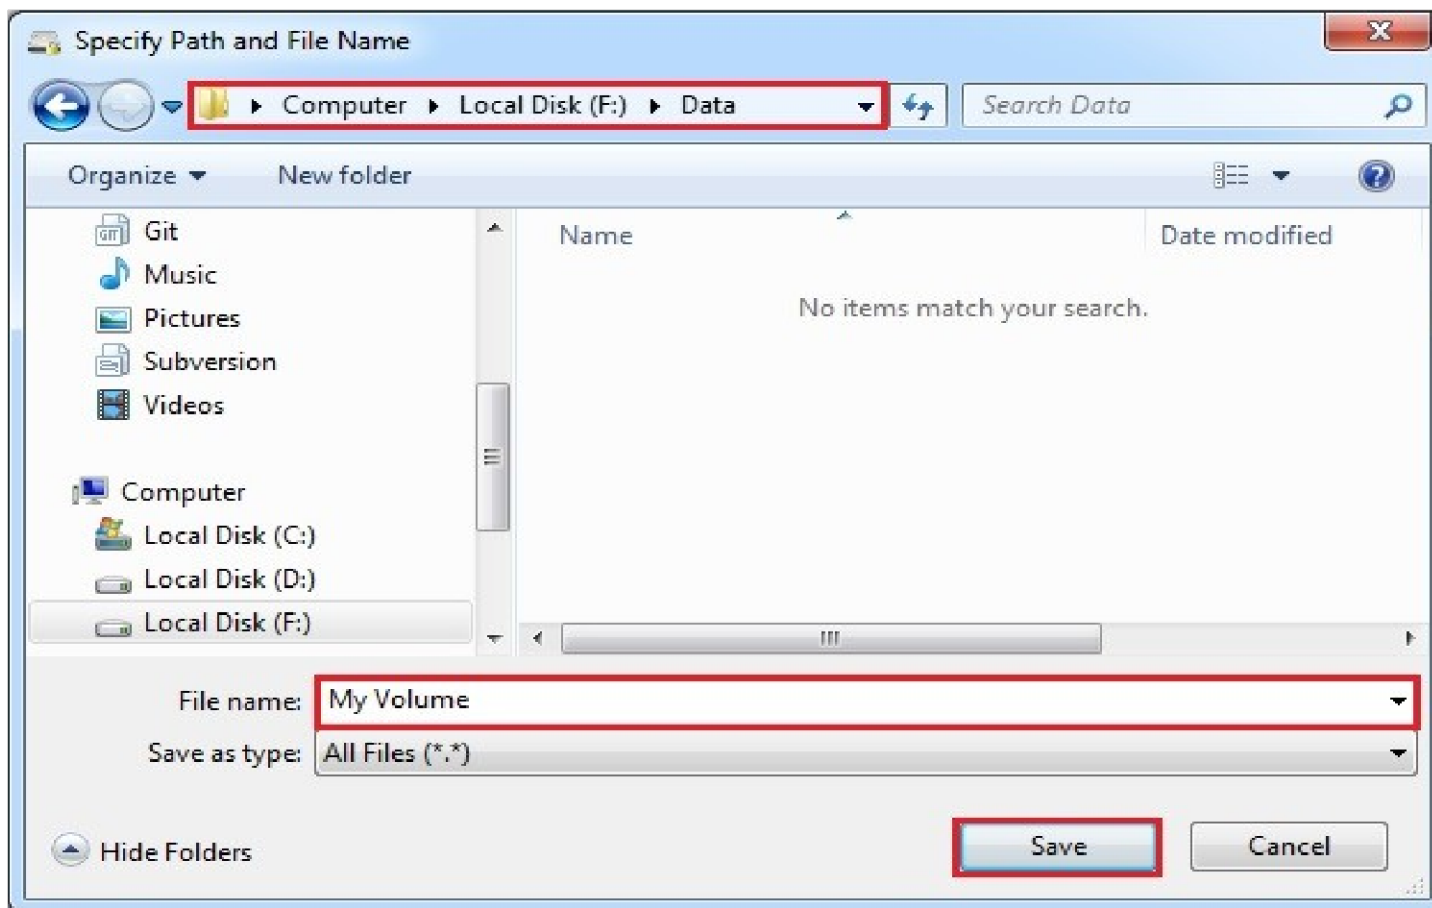 Specify Path and File Name
Computer Local Disk (F:) Data Search Data
Organize New folder
Name Date modified
No items match your search.
GIT Git
Music
Pictures
Subversion
Videos
Computer
Local Disk (C:)
Local Disk (D:)
Local Disk (F:)
File name: My Volume
Save as type: All Files (*.*)
Hide Folders Save Cancel